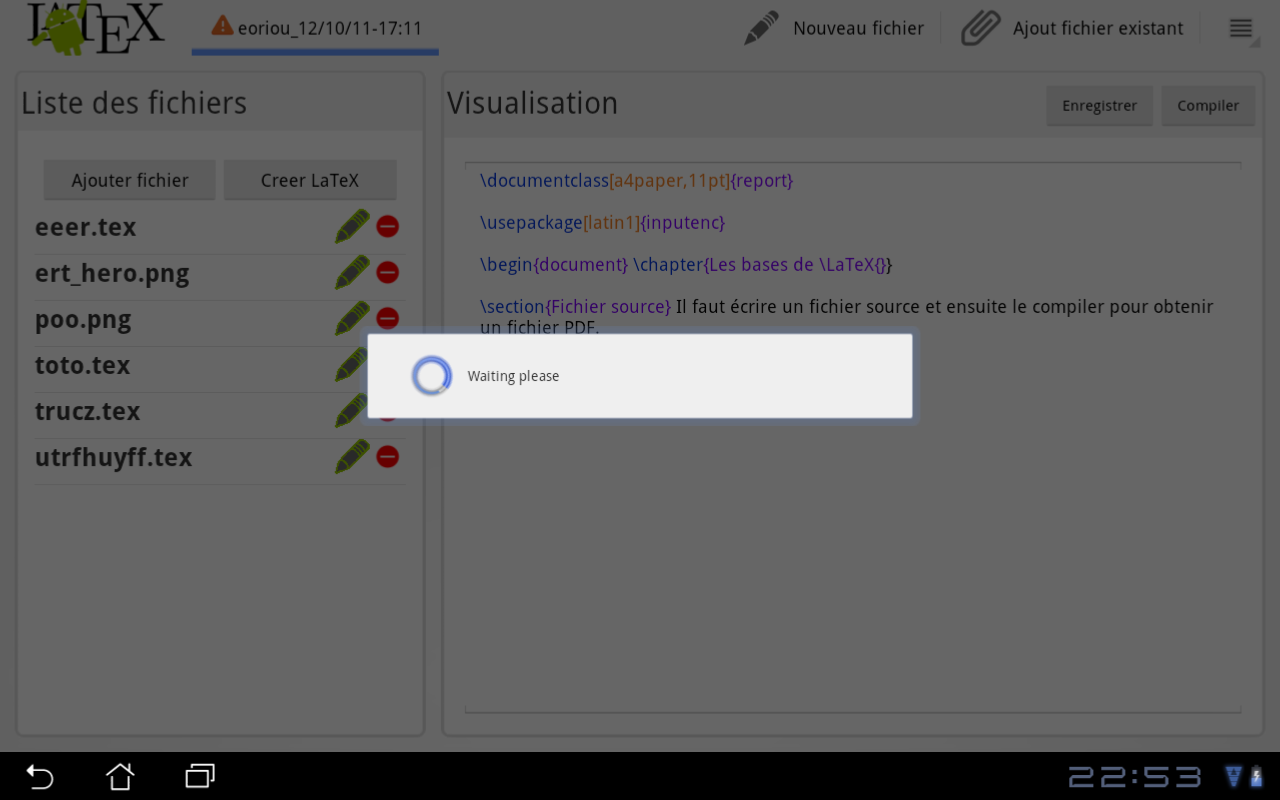 LATEX
eoriou_12/10/11-17:11
Nouveau fichier
Ajout fichier existant
Liste des fichiers
Ajouter fichier
Creer LaTeX
eeer.tex
ert_hero.png
poo.png
toto.tex
trucz.tex
utrfhuyff.tex
Visualisation
Enregistrer
Compiler
\documentclass[a4paper,11pt]{report}
\usepackage[latin1]{inputenc}
\begin{document} \chapter{Les bases de \LaTeX{}}
\section{Fichier source} Il faut écrire un fichier source et ensuite le compiler pour obtenir
un fichier PDF.
Waiting please
22:53